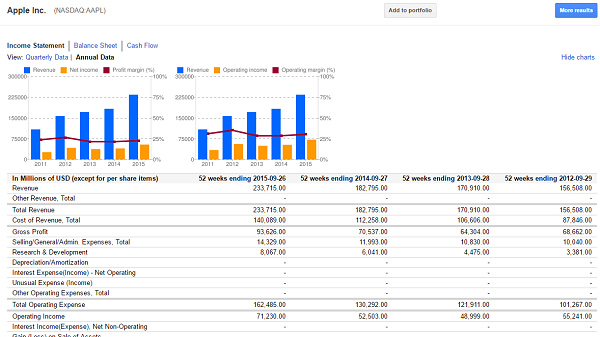 Apple Inc. (NASDAQ:AAPL) Add to portfolio More results
Income Statement | Balance Sheet | Cash Flow
View: Quarterly Data | Annual Data Hide charts
Revenue Net income Profit margin (%) Revenue Operating income Operating margin (%)
300000 100% 300000 100%
225000 75% 225000 75%
150000 50% 150000 50%
75000 25% 75000 25%
0 0% 0 0%
2011 2012 2013 2014 2015 2011 2012 2013 2014 2015
In Millions of USD (except for per share items) 52 weeks ending 2015-09-26 52 weeks ending 2014-09-27 52 weeks ending 2013-09-28 52 weeks ending 2012-09-29
Revenue 233,715.00 182,795.00 170,910.00 156,508.00
Other Revenue, Total - - - -
Total Revenue 233,715.00 182,795.00 170,910.00 156,508.00
Cost of Revenue, Total 140,089.00 112,258.00 106,606.00 87,846.00
Gross Profit 93,626.00 70,537.00 64,304.00 68,662.00
Selling/General/Admin. Expenses, Total 14,329.00 11,993.00 10,830.00 10,040.00
Research & Development 8,067.00 6,041.00 4,475.00 3,381.00
Depreciation/Amortization - - - -
Interest Expense(Income) - Net Operating - - - -
Unusual Expense (Income) - - - -
Other Operating Expenses, Total - - - -
Total Operating Expense 162,485.00 130,292.00 121,911.00 101,267.00
Operating Income 71,230.00 52,503.00 48,999.00 55,241.00
Interest Income(Expense), Net Non-Operating - - - -
Gain (Loss) on Sale of Assets